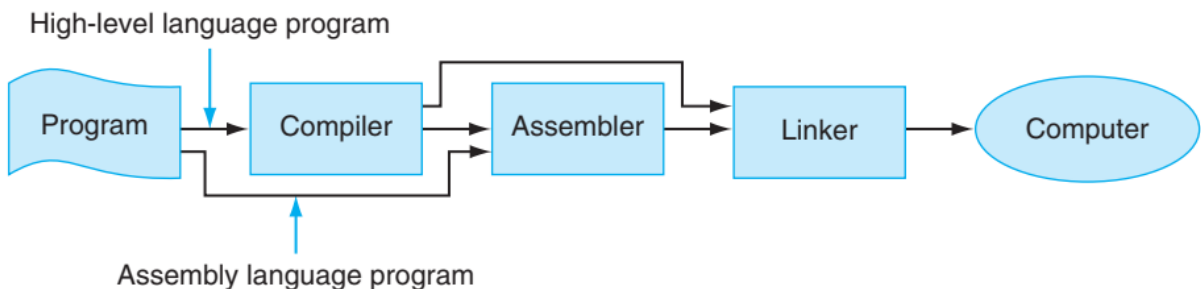 High-level language program
Program
Compiler
Assembler
Linker
Computer
Assembly language program